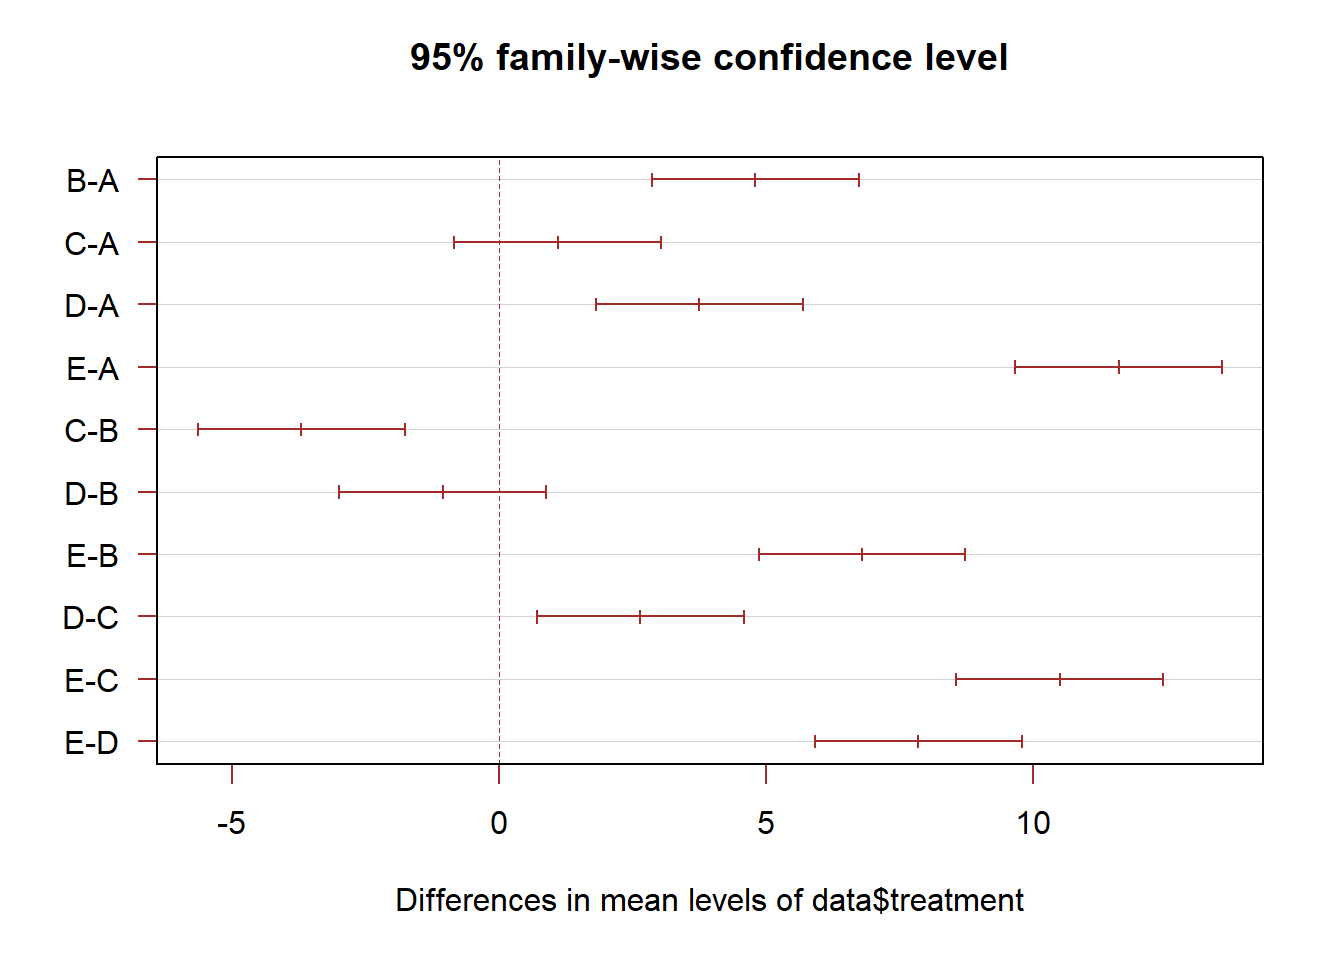 95% family-wise confidence level
B-A
C-A
D-A
E-A
C-B
D-B
E-B
D-C
E-C
E-D
-5 0 5 10
Differences in mean levels of data$treatment